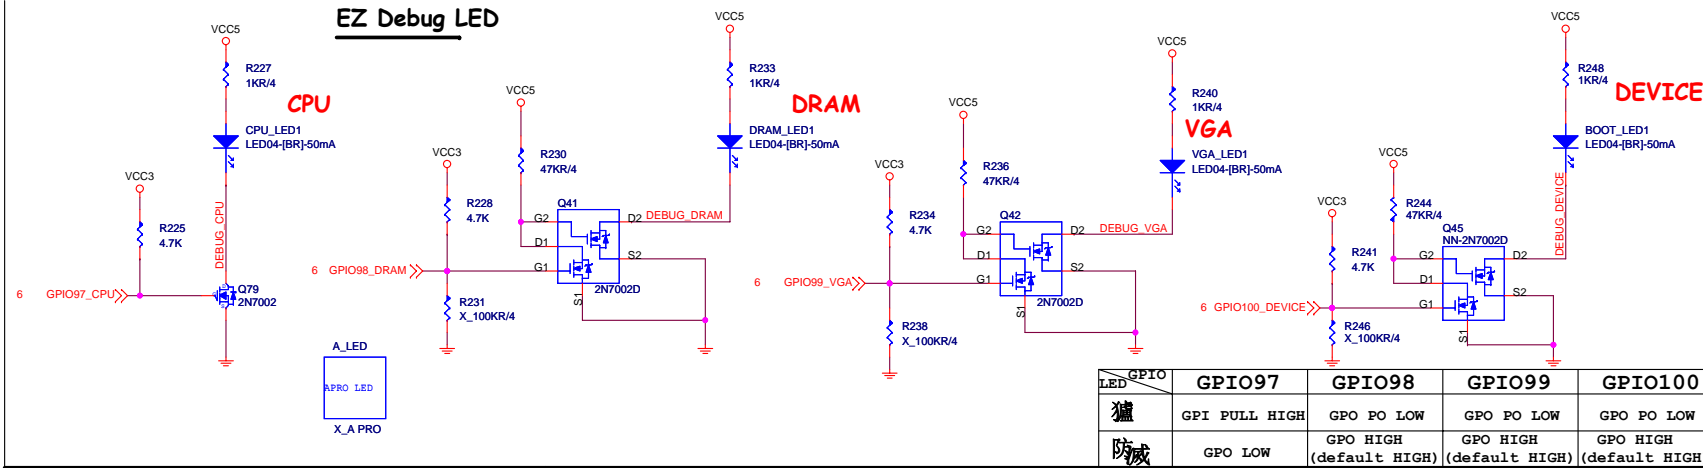 EZ Debug LED
VCC5
R227
1KR/4
CPU
CPU_LED1
LED04-[BR]-50mA
VCC3
R225
4.7K
DEBUG_CPU
6 GPIO97_CPU
Q79
2N7002
A_LED
APRO LED
X_A PRO
VCC5
R233
1KR/4
DRAM
DRAM_LED1
LED04-[BR]-50mA
VCC5
R230
47KR/4
VCC3
R228
4.7K
Q41
G2
D2
DEBUG_DRAM
D1
S2
6 GPIO98_DRAM
G1
S1
2N7002D
R231
X_100KR/4
VCC5
R240
1KR/4
VGA
VGA_LED1
LED04-[BR]-50mA
VCC5
R236
47KR/4
VCC3
R234
4.7K
Q42
G2
D2
DEBUG_VGA
D1
S2
6 GPIO99_VGA
G1
S1
2N7002D
R238
X_100KR/4
VCC5
R248
1KR/4
DEVICE
BOOT_LED1
LED04-[BR]-50mA
DEBUG_DEVICE
VCC5
R244
47KR/4
VCC3
R241
4.7K
Q45
NN-2N7002D
G2
D2
D1
S2
6 GPIO100_DEVICE
G1
S1
R246
X_100KR/4
LED GPIO GPIO97 GPIO98 GPIO99 GPIO100
GPI PULL HIGH GPO PO LOW GPO PO LOW GPO PO LOW
GPO LOW GPO HIGH (default HIGH) GPO HIGH (default HIGH) GPO HIGH (default HIGH